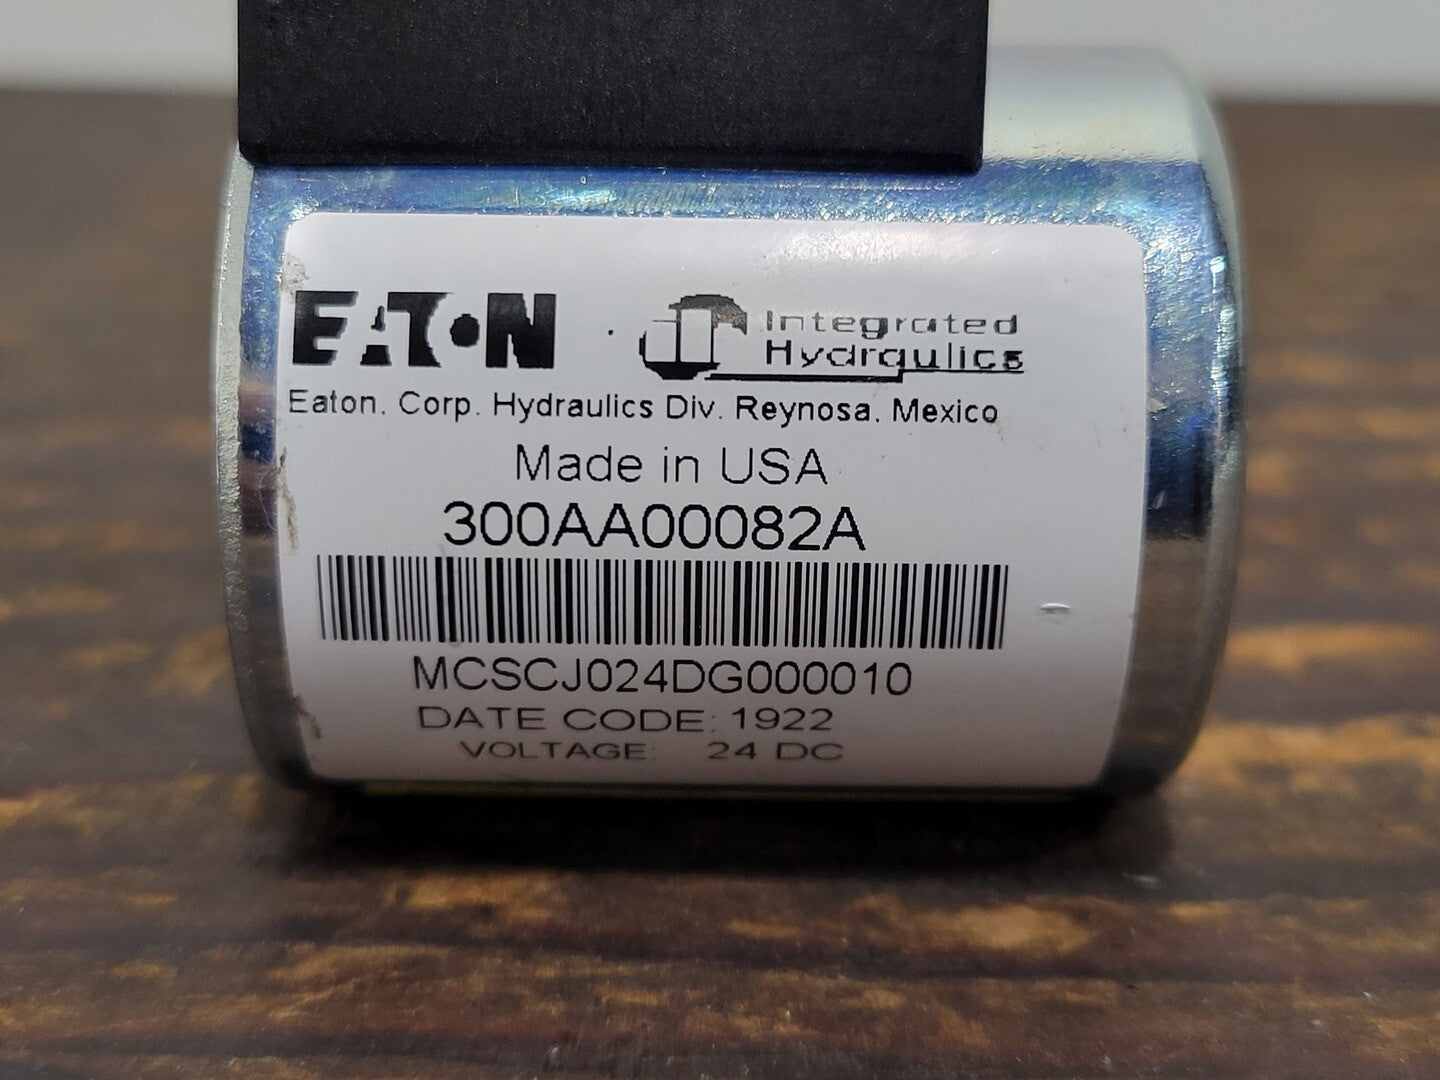 EATON
Integrated
Hydraulics
Eaton. Corp. Hydraulics Div. Reynosa. Mexico
Made in USA
300AA00082A
MCSCJ024DG000010
DATE CODE: 1922
VOLTAGE: 24 DC